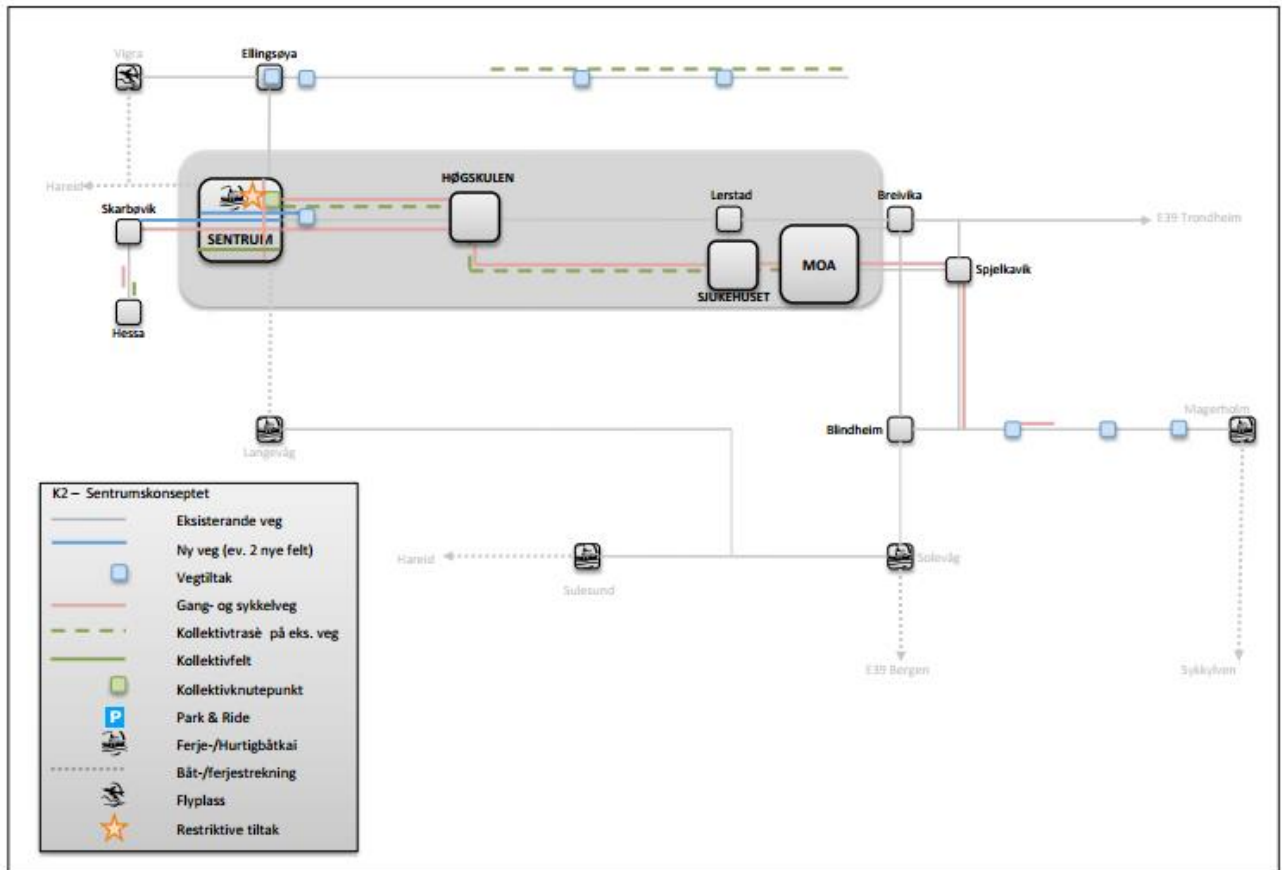 Vigra
Ellingsøya
Hareid
Skarbøvik
SENTRUM
HØGSKULEN
Lerstad
Breivika
E39 Trondheim
MOA
Spjelkavik
SJUKEHUSET
Hessa
Langevåg
Blindheim
Magerholm
Hareid
Sulesund
Solevåg
E39 Bergen
Sykkylven
K2 – Sentrumskonseptet
Eksisterande veg
Ny veg (ev. 2 nye felt)
Vegtiltak
Gang- og sykkelveg
Kollektivtrasè på eks. veg
Kollektivfelt
Kollektivknutepunkt
P
Park & Ride
Ferje-/Hurtigbåtkai
Båt-/ferjestrekning
Flyplass
Restriktive tiltak